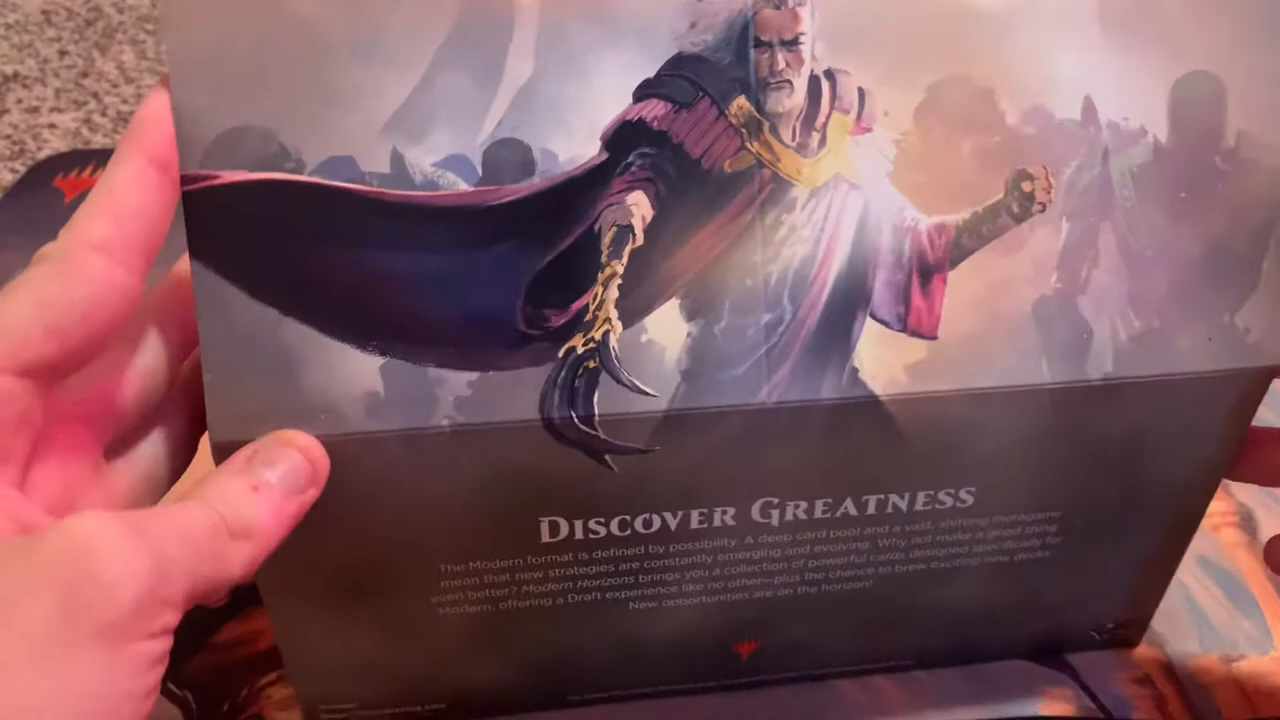 DISCOVER GREATNESS
The Modern format is defined by possibility. A deep card pool and a vast, shifting metagame
mean that new strategies are constantly emerging and evolving. Why not make a good thing
even better? Modern Horizons brings you a collection of powerful cards designed specifically for
Modern, offering a Draft experience like no other—plus the chance to brew exciting new decks.
New opportunities are on the horizon!